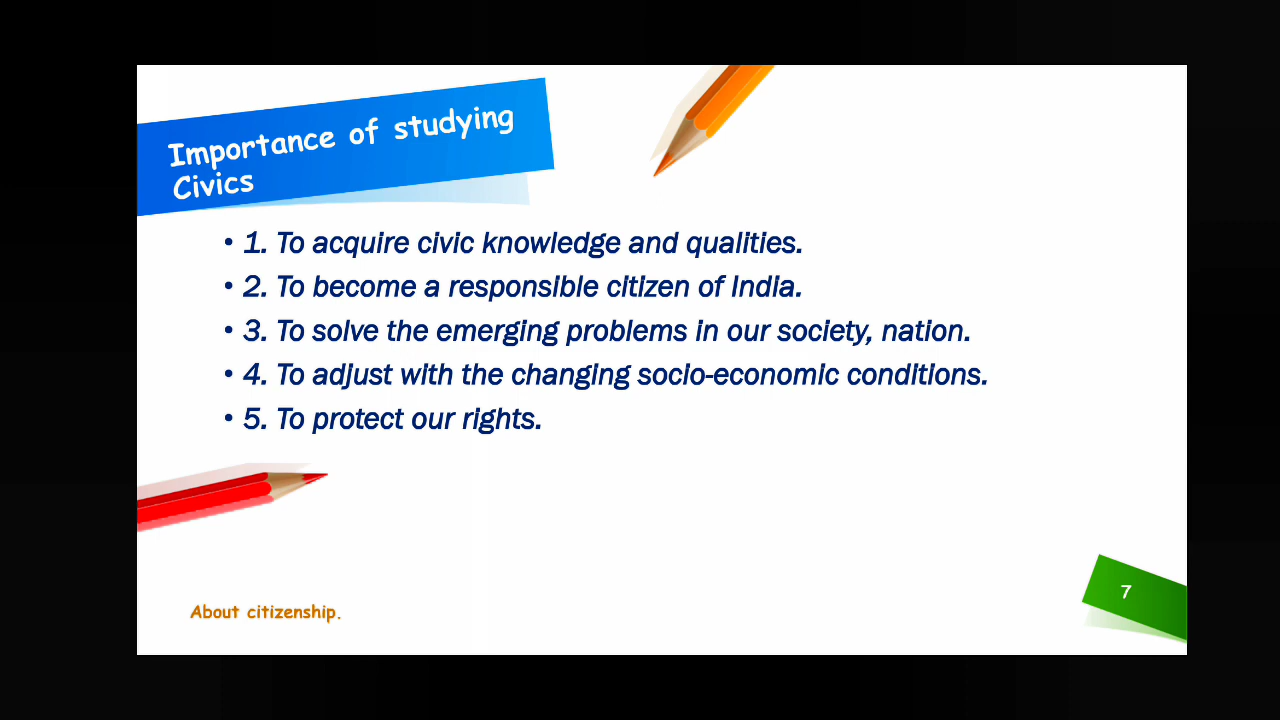 Importance of studying
Civics
• 1. To acquire civic knowledge and qualities.
• 2. To become a responsible citizen of India.
• 3. To solve the emerging problems in our society, nation.
• 4. To adjust with the changing socio-economic conditions.
• 5. To protect our rights.
About citizenship.
7